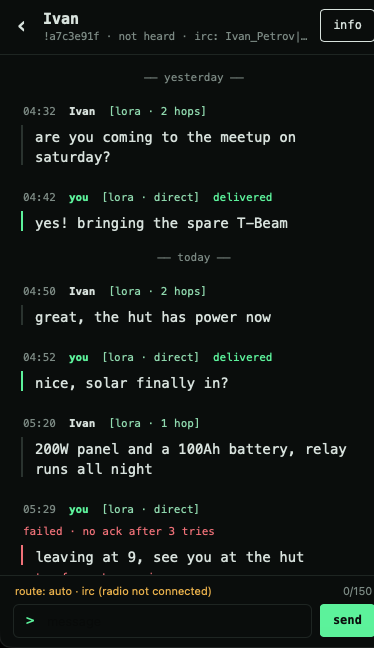 ‹ Ivan
!a7c3e91f · not heard · irc: Ivan_Petrov|…
info
── yesterday ──
04:32 Ivan [lora · 2 hops]
are you coming to the meetup on
saturday?
04:42 you [lora · direct] delivered
yes! bringing the spare T-Beam
── today ──
04:50 Ivan [lora · 2 hops]
great, the hut has power now
04:52 you [lora · direct] delivered
nice, solar finally in?
05:20 Ivan [lora · 1 hop]
200W panel and a 100Ah battery, relay
runs all night
05:29 you [lora · direct]
failed · no ack after 3 tries
leaving at 9, see you at the hut
route: auto · irc (radio not connected) 0/150
> send